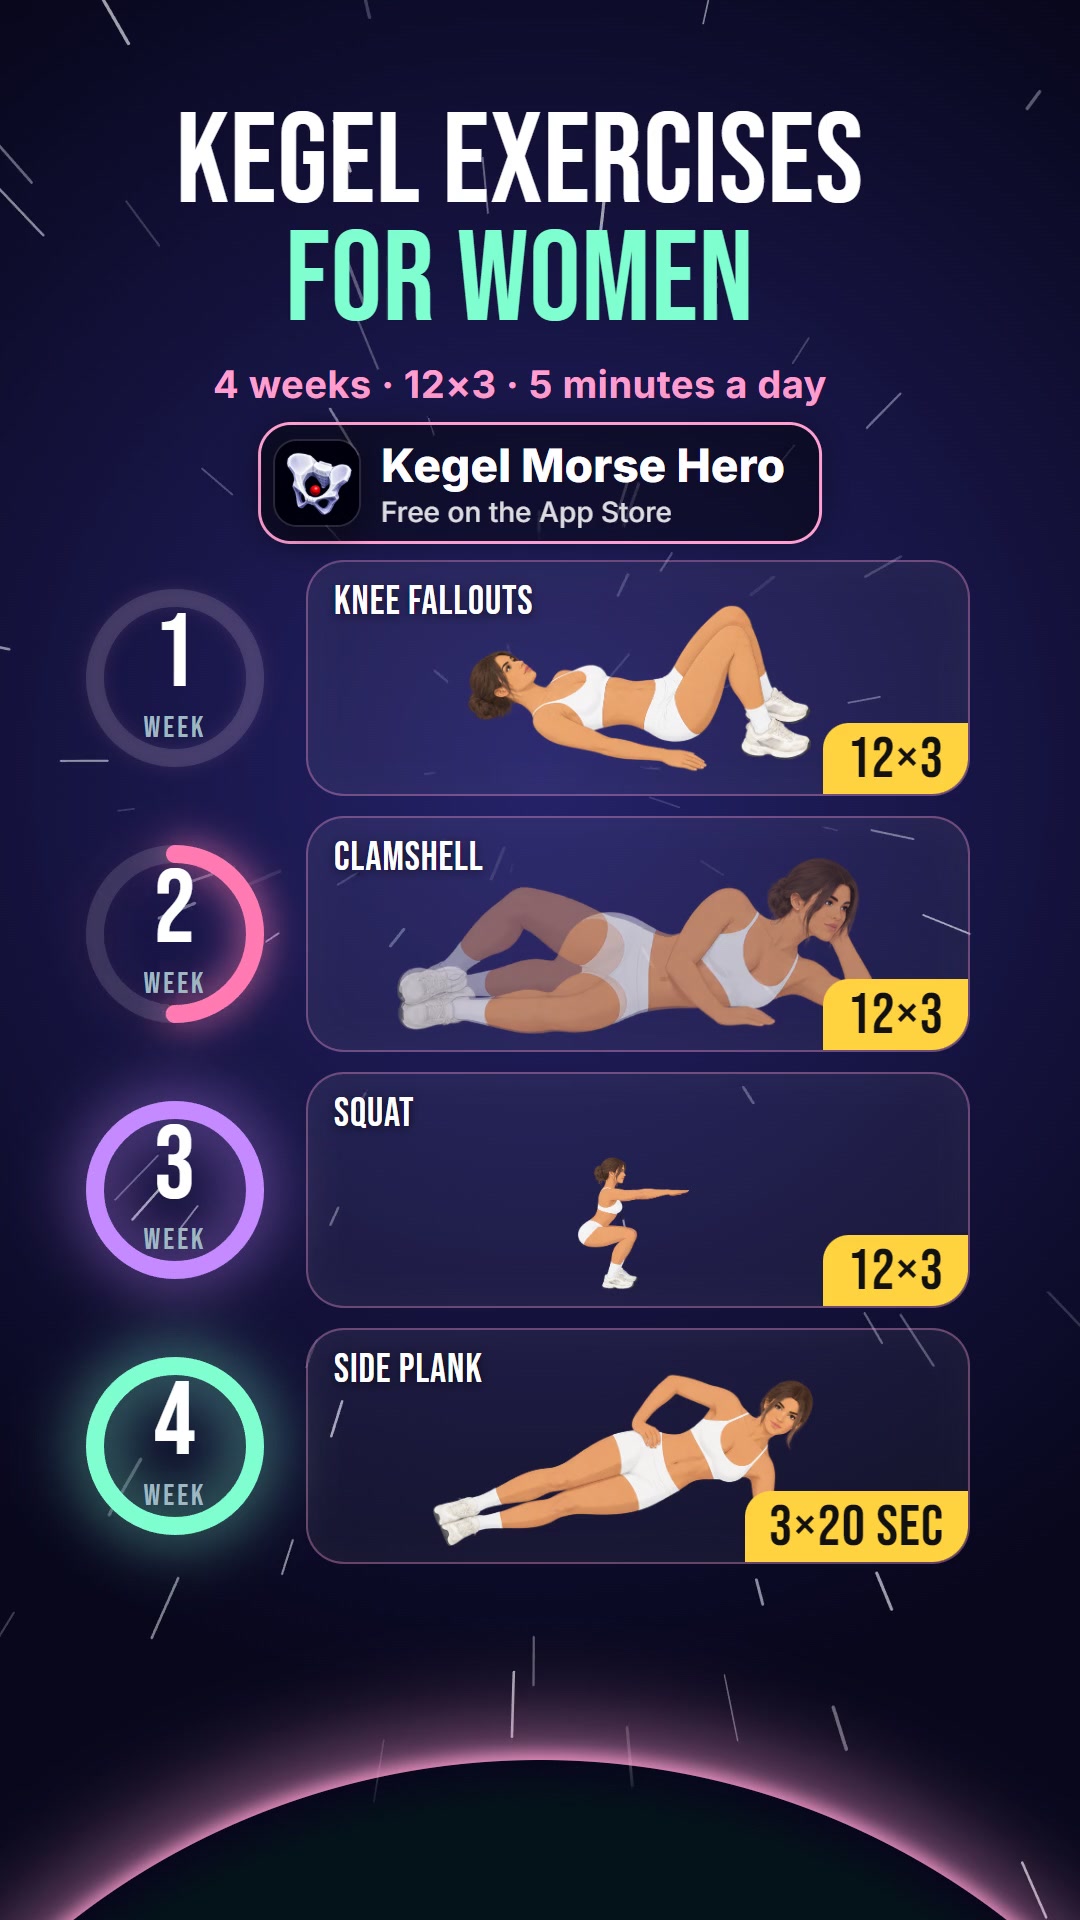 KEGEL EXERCISES
FOR WOMEN
4 weeks · 12×3 · 5 minutes a day
Kegel Morse Hero
Free on the App Store
1
WEEK
KNEE FALLOUTS
12×3
2
WEEK
CLAMSHELL
12×3
3
WEEK
SQUAT
12×3
4
WEEK
SIDE PLANK
3×20 SEC